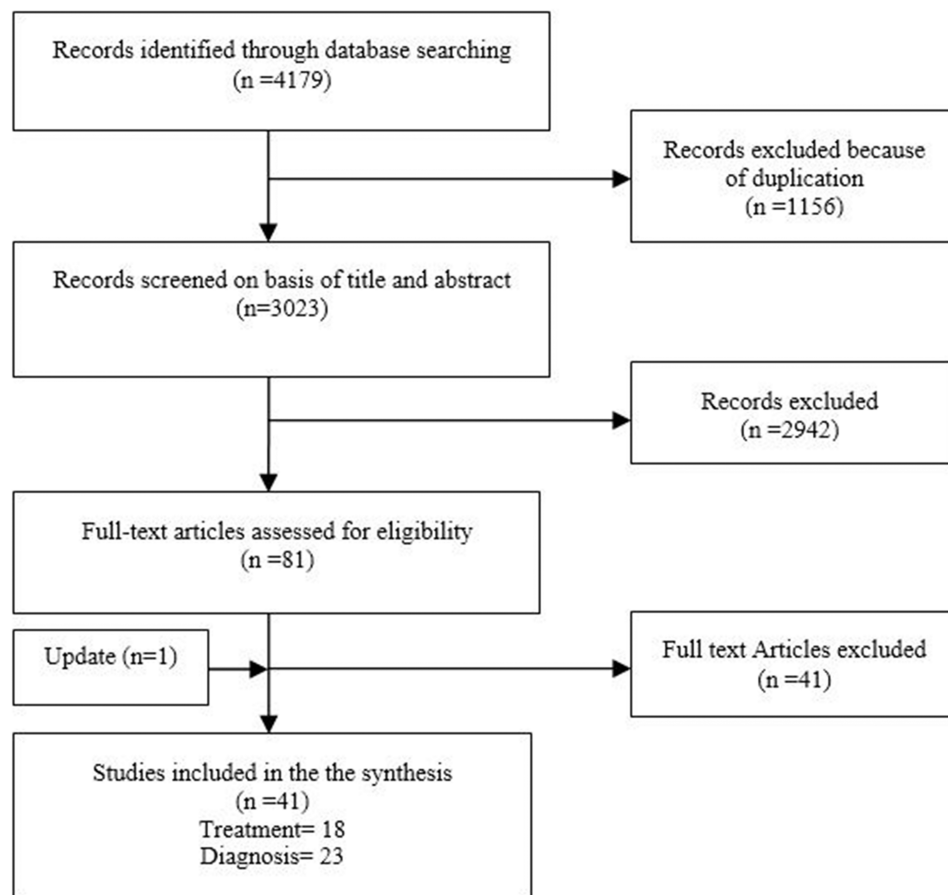 Records identified through database searching
(n =4179)
Records excluded because
of duplication
(n =1156)
Records screened on basis of title and abstract
(n=3023)
Records excluded
(n =2942)
Full-text articles assessed for eligibility
(n =81)
Update (n=1)
Full text Articles excluded
(n =41)
Studies included in the the synthesis
(n =41)
Treatment= 18
Diagnosis= 23